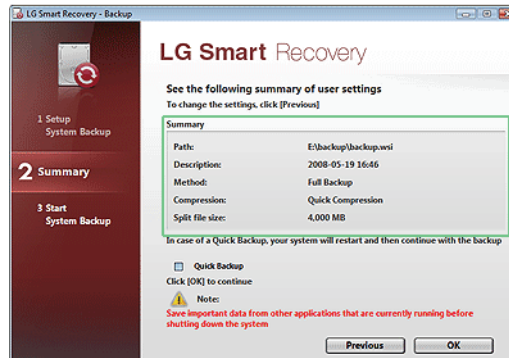 LG Smart Recovery - Backup
LG Smart Recovery
See the following summary of user settings
To change the settings, click [Previous]
1 Setup
System Backup
2 Summary
3 Start
System Backup
Summary
Path: E:\backup\backup.wsi
Description: 2008-05-19 16:46
Method: Full Backup
Compression: Quick Compression
Split file size: 4,000 MB
In case of a Quick Backup, your system will restart and then continue with the backup
Quick Backup
Click [OK] to continue
Note:
Save important data from other applications that are currently running before
shutting down the system
Previous OK